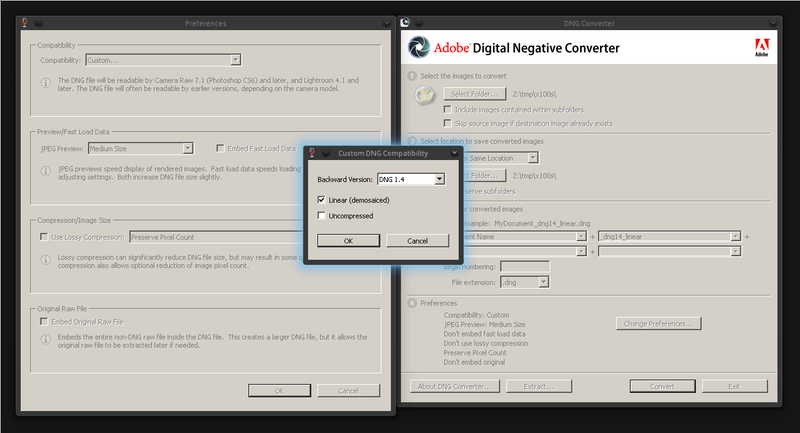 Preferences
Compatibility
Compatibility: Custom...
The DNG file will be readable by Camera Raw 7.1 (Photoshop CS6) and later, and Lightroom 4.1
and later. The DNG file will often be readable by earlier versions, depending on the camera model.
Preview/Fast Load Data
JPEG Preview: Medium Size Embed Fast Load Data
JPEG previews speed display of rendered images. Fast load data speeds loading
adjusting settings. Both increase DNG file size slightly.
Compression/Image Size
Use Lossy Compression: Preserve Pixel Count
Lossy compression can significantly reduce DNG file size, but may result in some
compression also allows optional reduction of image pixel count.
Original Raw File
Embed Original Raw File
Embeds the entire non-DNG raw file inside the DNG file. This creates a larger DNG file, but it allows the
original raw file to be extracted later if needed.
OK Cancel
Custom DNG Compatibility
Backward Version: DNG 1.4
Linear (demosaiced)
Uncompressed
OK Cancel
DNG Converter
Adobe® Digital Negative Converter
Adobe
1 Select the images to convert
Select Folder... Z:\tmp\x100s\
Include images contained within subfolders
Skip source image if destination image already exists
2 Select location to save converted images
Same Location
Folder... Z:\tmp\x100s\
subfolders
converted images
example: MyDocument_dng14_linear.dng
Name + _dng14_linear +
+
Begin numbering:
File extension: .dng
4 Preferences
Compatibility: Custom
JPEG Preview: Medium Size
Don't embed fast load data
Don't use lossy compression
Preserve Pixel Count
Don't embed original
Change Preferences...
About DNG Converter... Extract... Convert Exit